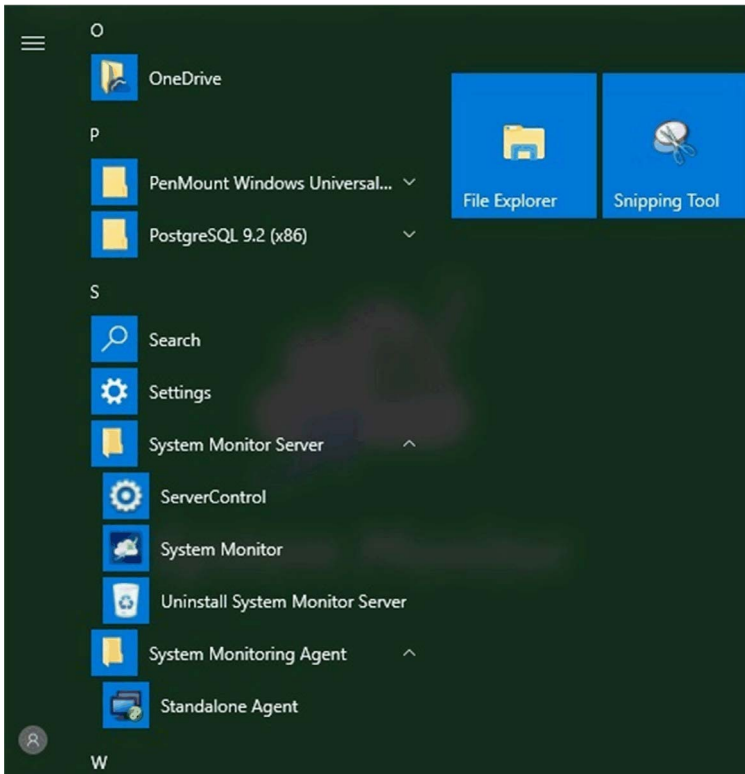 O
OneDrive
P
PenMount Windows Universal...
PostgreSQL 9.2 (x86)
S
Search
Settings
System Monitor Server
ServerControl
System Monitor
Uninstall System Monitor Server
System Monitoring Agent
Standalone Agent
W
File Explorer
Snipping Tool